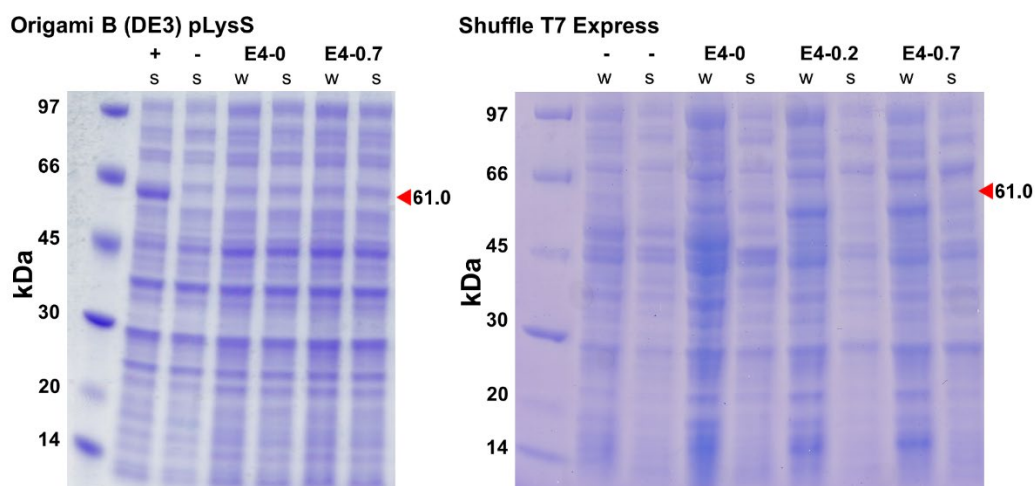 Origami B (DE3) pLysS
+ - E4-0 E4-0.7
s s w s w s
97
66
61.0
45
kDa
30
20
14
Shuffle T7 Express
- - E4-0 E4-0.2 E4-0.7
w s w s w s w s
97
66
61.0
45
kDa
30
20
14